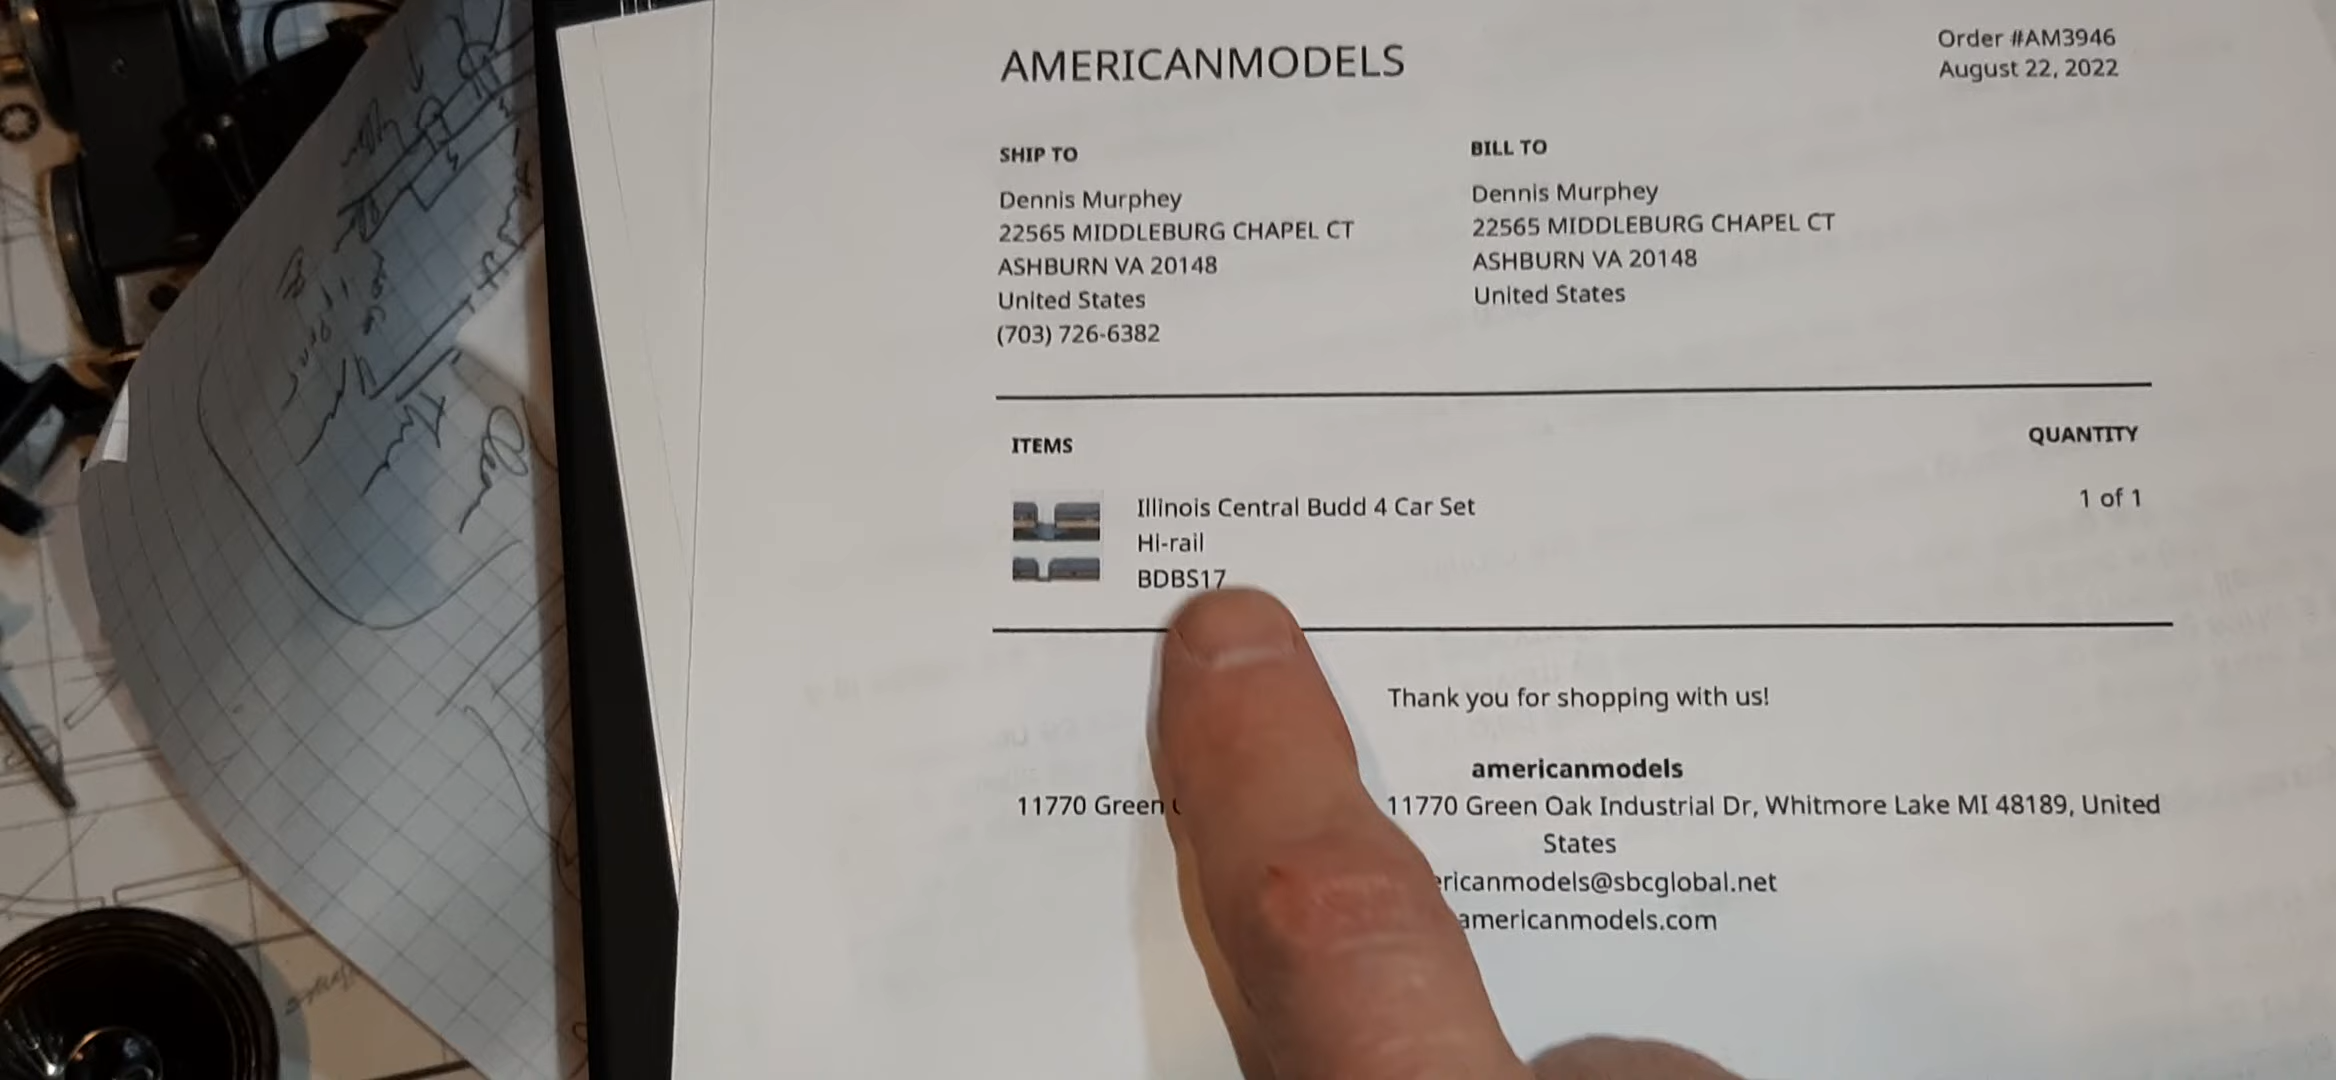 AMERICANMODELS
Order #AM3946
August 22, 2022
SHIP TO
Dennis Murphey
22565 MIDDLEBURG CHAPEL CT
ASHBURN VA 20148
United States
(703) 726-6382
BILL TO
Dennis Murphey
22565 MIDDLEBURG CHAPEL CT
ASHBURN VA 20148
United States
ITEMS
QUANTITY
Illinois Central Budd 4 Car Set
1 of 1
Hi-rail
BDBS17
Thank you for shopping with us!
americanmodels
11770 Green
11770 Green Oak Industrial Dr, Whitmore Lake MI 48189, United
States
ricanmodels@sbcglobal.net
americanmodels.com